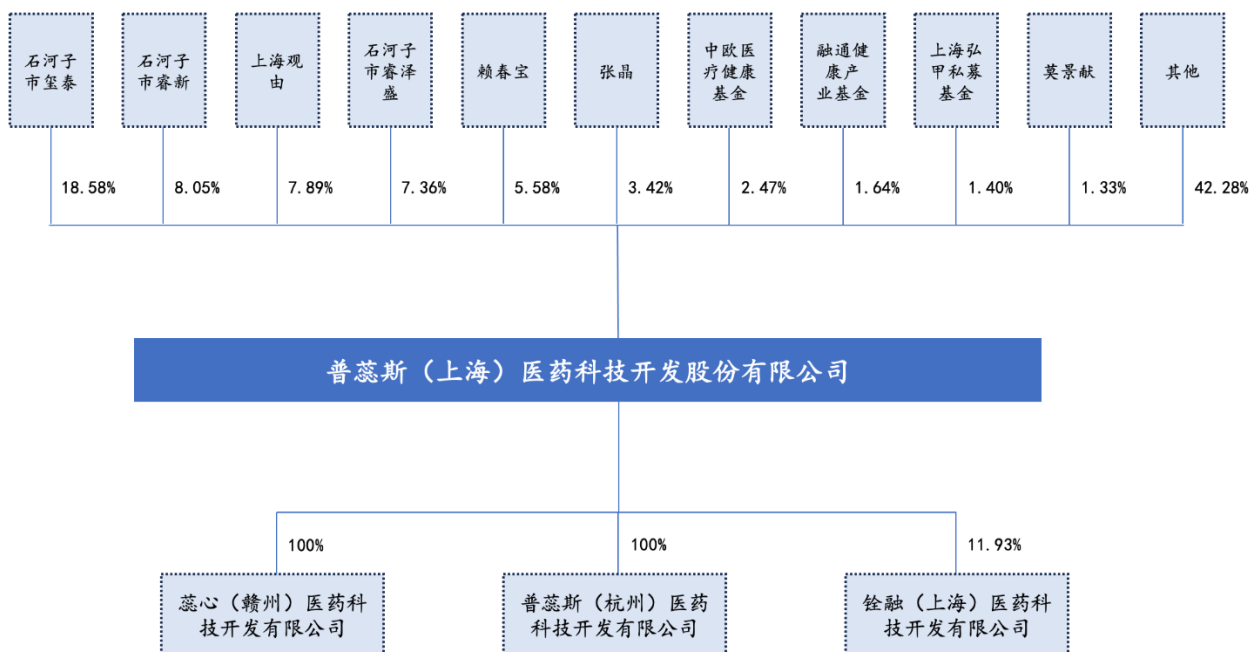 石河子
市玺泰
石河子
市睿新
上海观
由
石河子
市睿泽
盛
赖春宝
张晶
中欧医
疗健康
基金
融通健
康产
业基金
上海弘
甲私募
基金
莫景献
其他
18.58%
8.05%
7.89%
7.36%
5.58%
3.42%
2.47%
1.64%
1.40%
1.33%
42.28%
普蕊斯（上海）医药科技开发股份有限公司
100%
100%
11.93%
蕊心（赣州）医药科
技开发有限公司
普蕊斯（杭州）医药
科技开发有限公司
铨融（上海）医药科
技开发有限公司